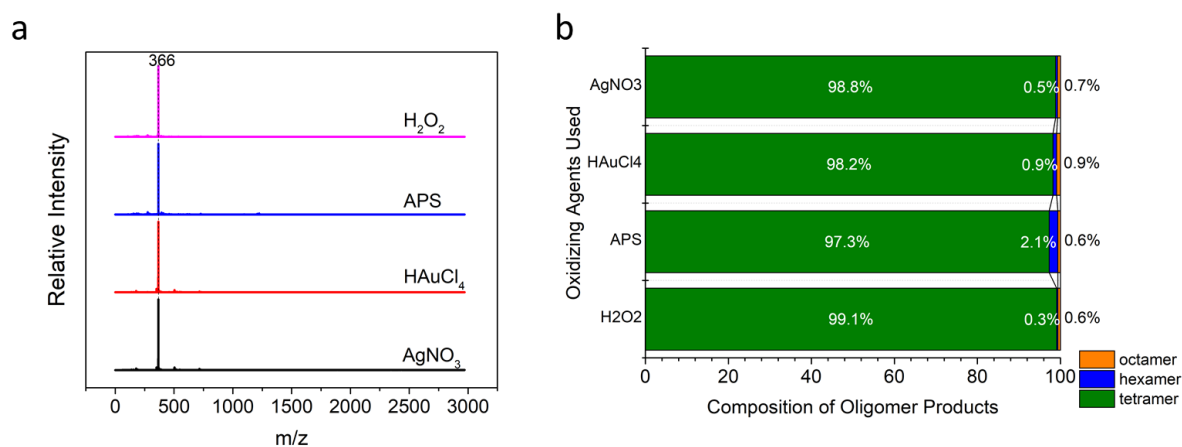 a
366
H₂O₂
APS
HAuCl₄
AgNO₃
Relative Intensity
0 500 1000 1500 2000 2500 3000
m/z
b
Oxidizing Agents Used
AgNO3 98.8% 0.5% 0.7%
HAuCl4 98.2% 0.9% 0.9%
APS 97.3% 2.1% 0.6%
H2O2 99.1% 0.3% 0.6%
0 20 40 60 80 100
Composition of Oligomer Products
octamer
hexamer
tetramer